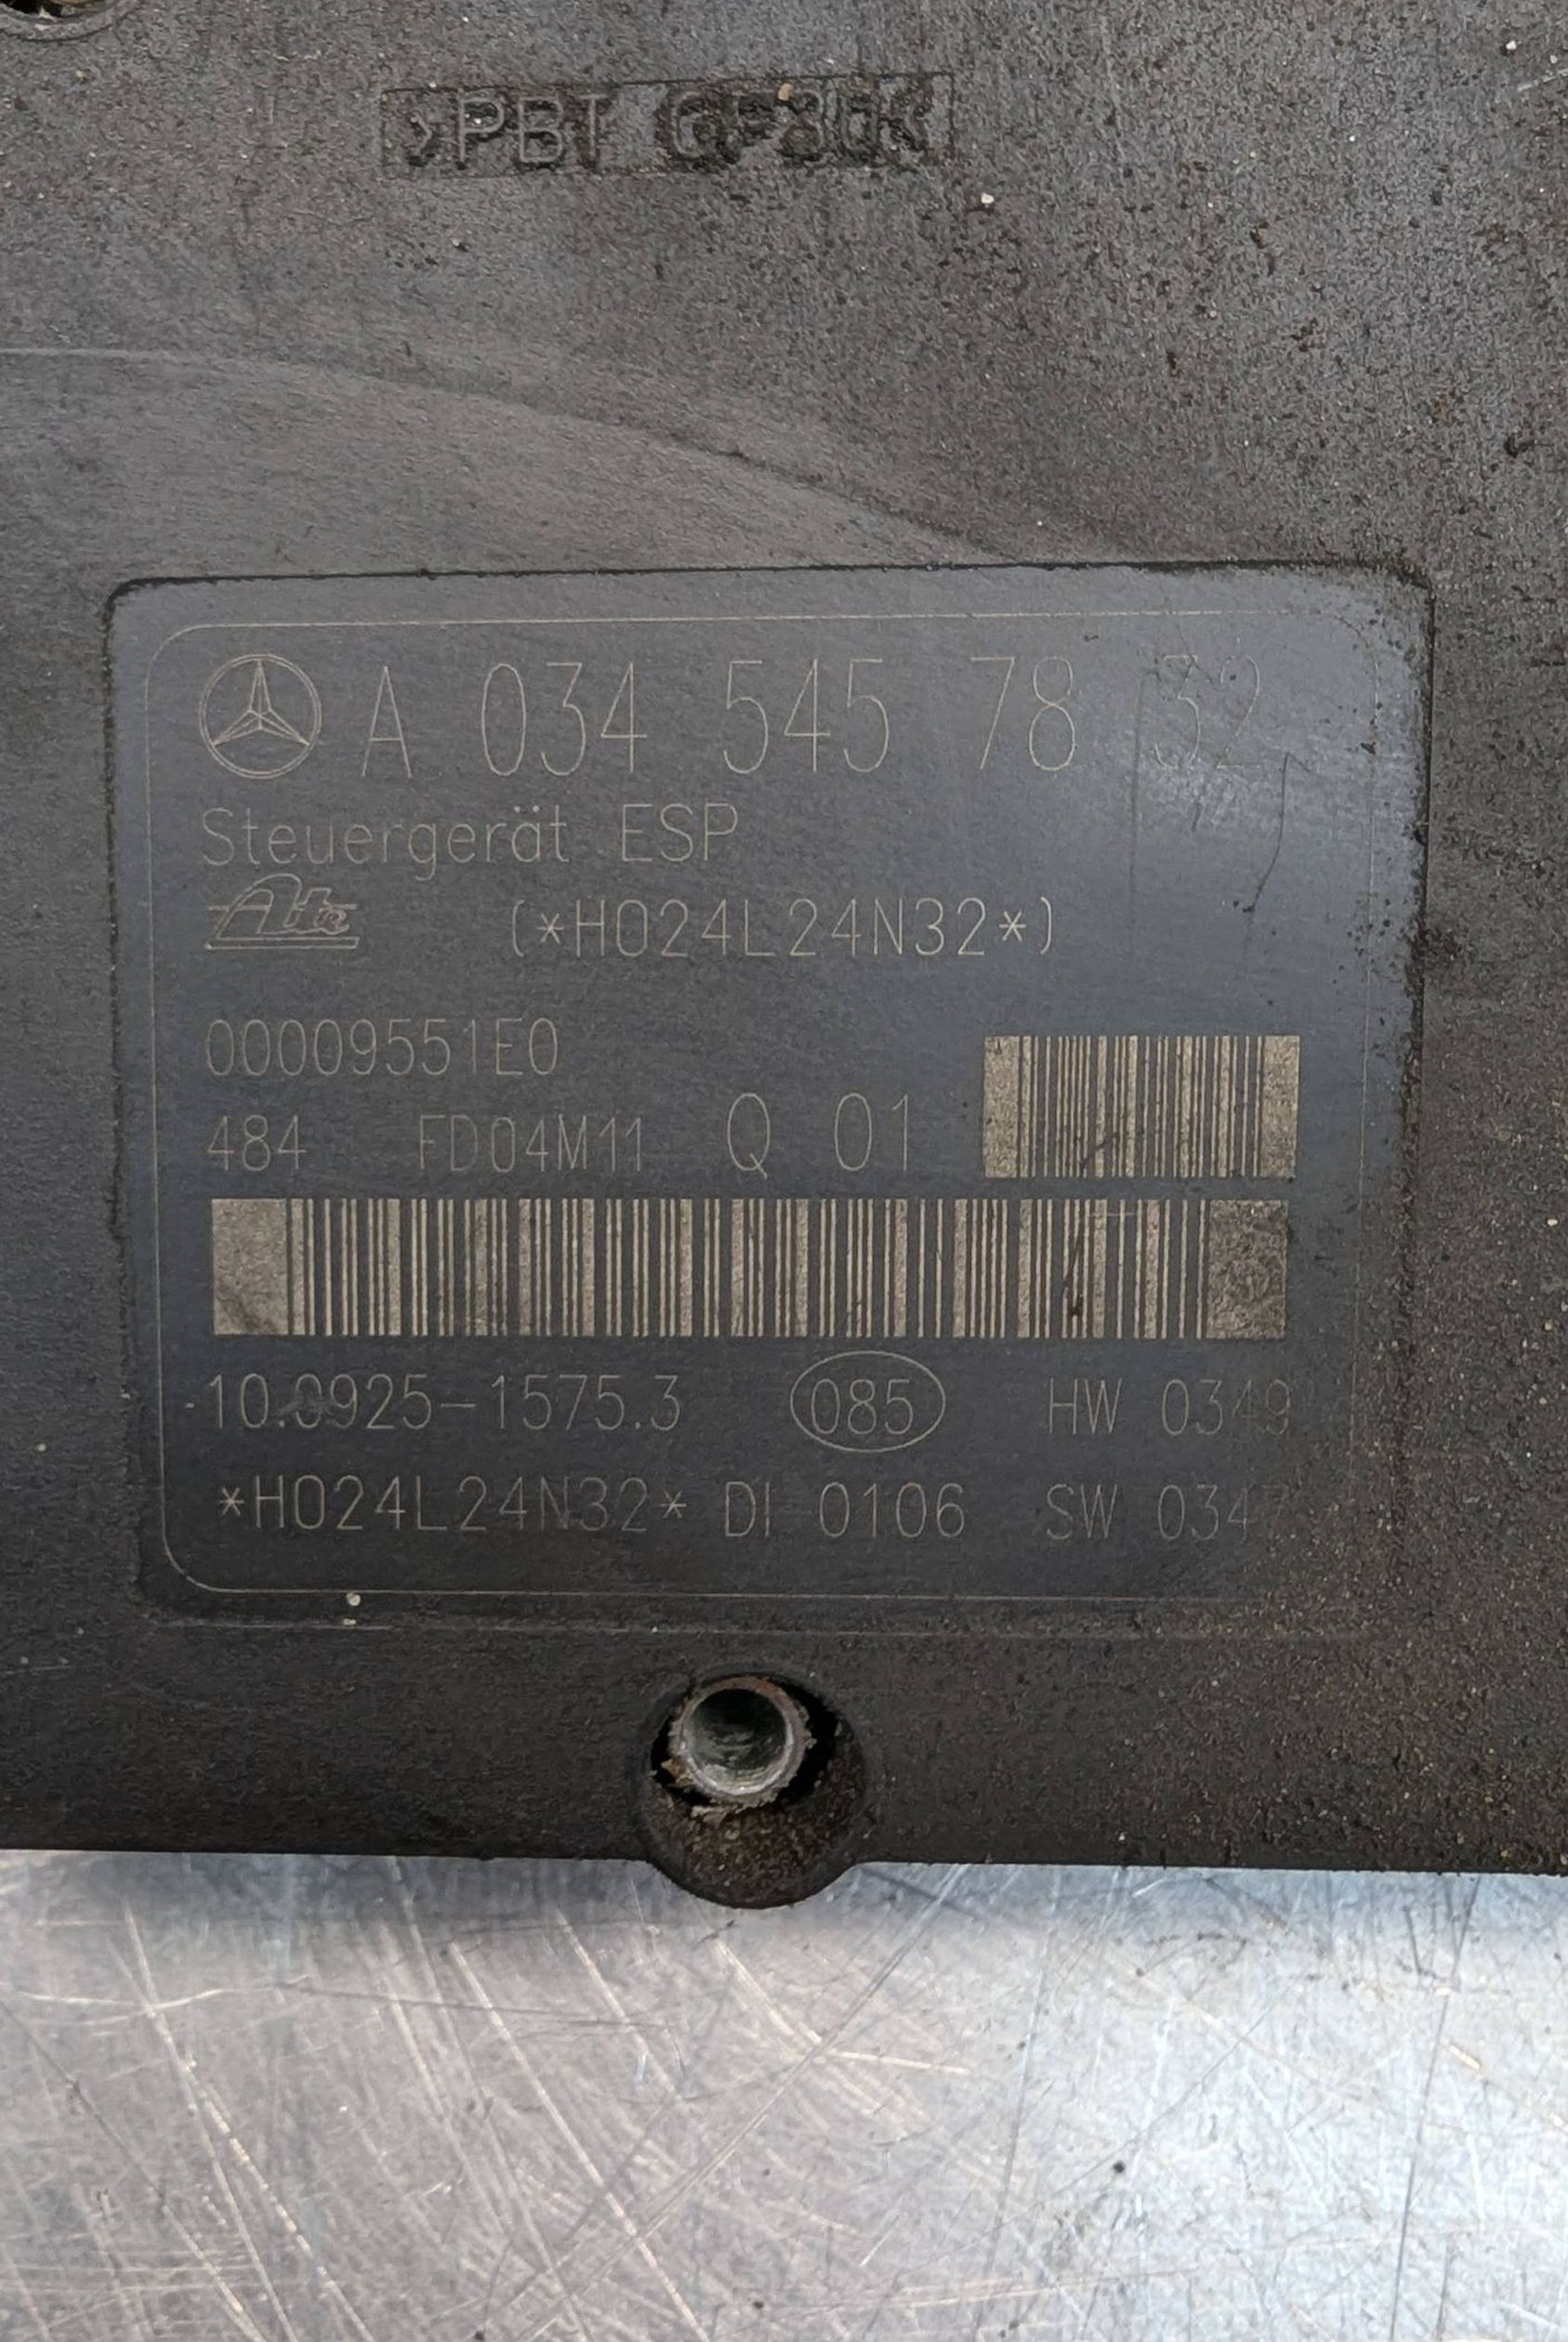 >PBT GF30<
A 034 545 78 32
Steuergerät ESP
Ate (*H024L24N32*)
00009551E0
484 FD04M11 Q 01
10.0925-1575.3 085 HW 0349
*H024L24N32* DI 0106 SW